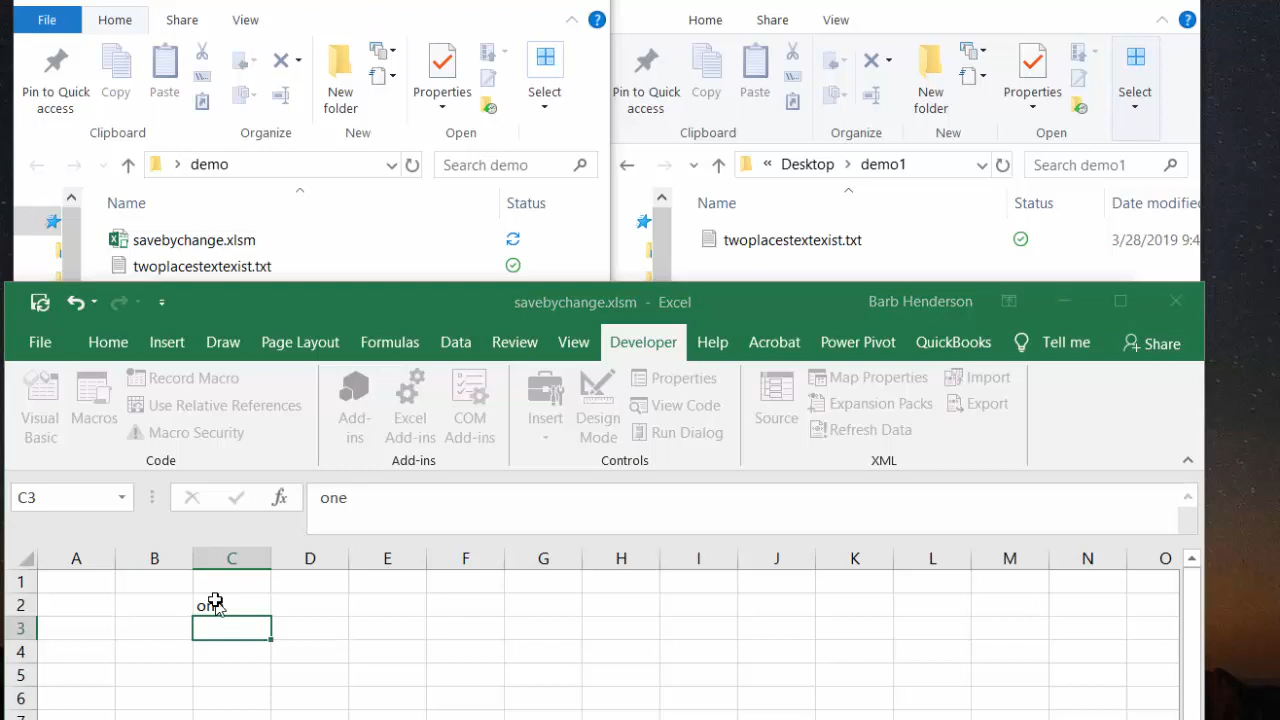 File Home Share View
Pin to Quick access Copy Paste New folder Properties Select
Clipboard Organize New Open
demo Search demo
Name Status
savebychange.xlsm
twoplacestextexist.txt
Home Share View
Pin to Quick access Copy Paste New folder Properties Select
Clipboard Organize New Open
« Desktop demo1 Search demo1
Name Status Date modified
twoplacestextexist.txt 3/28/2019 9:4
savebychange.xlsm - Excel Barb Henderson
File Home Insert Draw Page Layout Formulas Data Review View Developer Help Acrobat Power Pivot QuickBooks Tell me Share
Visual Basic Macros Record Macro Use Relative References Macro Security
Add-ins Excel Add-ins COM Add-ins
Insert Design Mode Properties View Code Run Dialog
Source Map Properties Expansion Packs Refresh Data Import Export
Code Add-ins Controls XML
C3 fx one
A B C D E F G H I J K L M N O
1
2 on
3
4
5
6